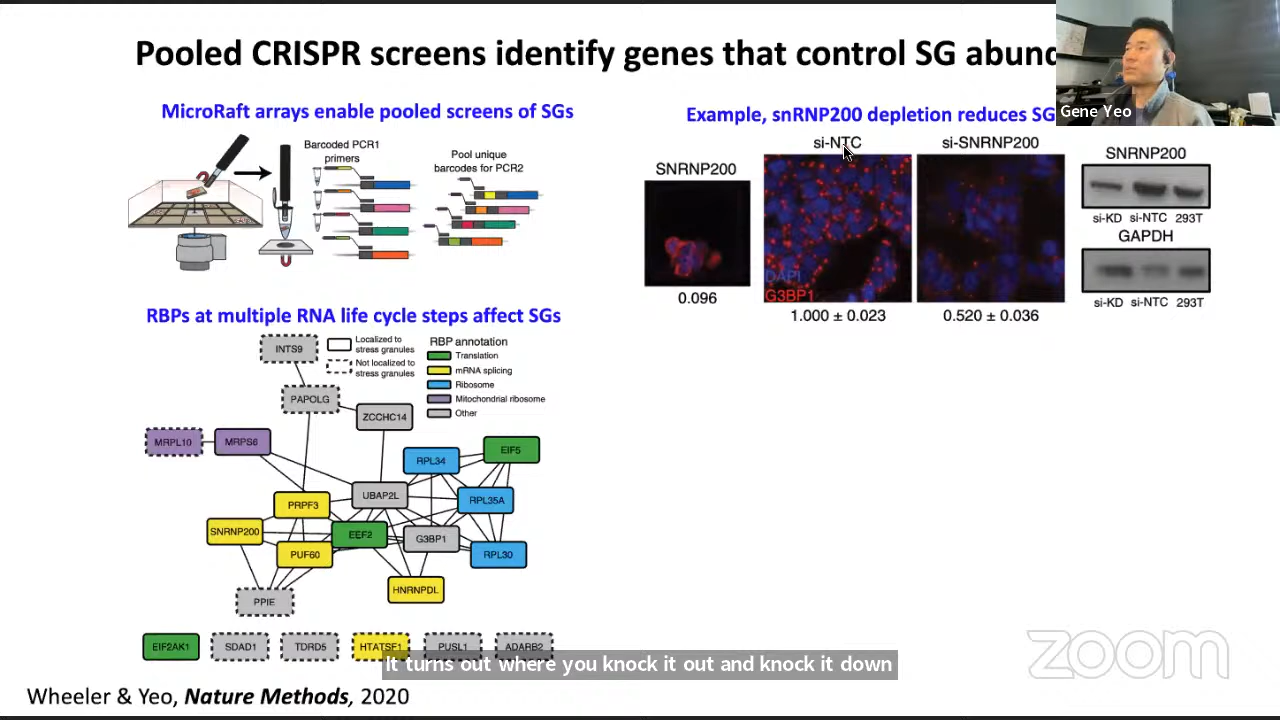 Pooled CRISPR screens identify genes that control SG abun
Gene Yeo
MicroRaft arrays enable pooled screens of SGs
Barcoded PCR1
primers
Pool unique
barcodes for PCR2
Example, snRNP200 depletion reduces SG
SNRNP200
0.096
si-NTC
DAPI
G3BP1
1.000 ± 0.023
si-SNRNP200
0.520 ± 0.036
SNRNP200
si-KD si-NTC 293T
GAPDH
si-KD si-NTC 293T
RBPs at multiple RNA life cycle steps affect SGs
Localized to
stress granules
Not localized to
stress granules
RBP annotation
Translation
mRNA splicing
Ribosome
Mitochondrial ribosome
Other
INTS9
PAPOLG
ZCCHC14
MRPL10
MRPS6
RPL34
EIF5
UBAP2L
RPL35A
PRPF3
SNRNP200
EEF2
G3BP1
PUF60
RPL30
HNRNPDL
PPIE
EIF2AK1
SDAD1
TDRD5
HTATSF1
PUSL1
ADARB2
it turns out where you knock it out and knock it down
Wheeler & Yeo, Nature Methods, 2020
zoom